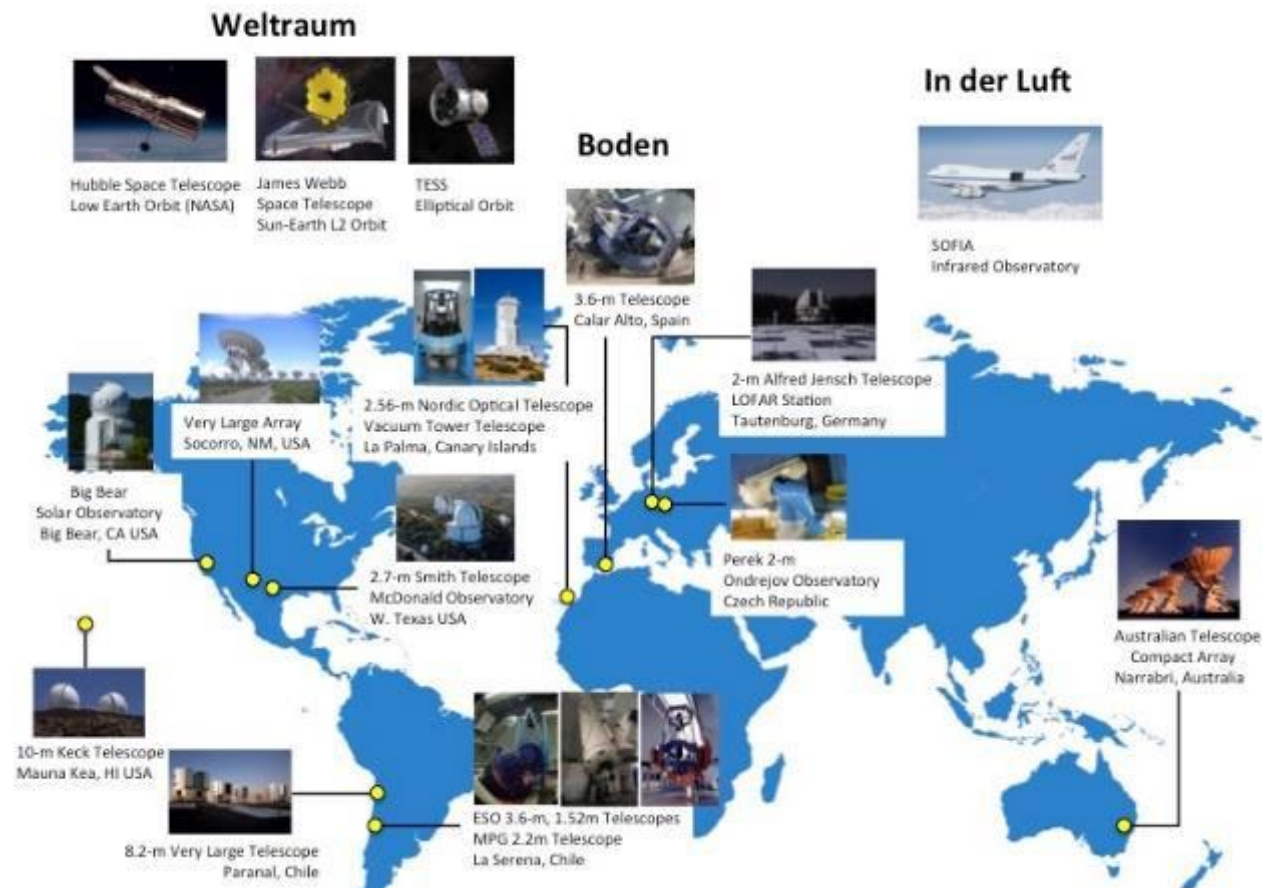 Weltraum
Hubble Space Telescope
Low Earth Orbit (NASA)
James Webb
Space Telescope
Sun-Earth L2 Orbit
TESS
Elliptical Orbit
Boden
In der Luft
SOFIA
Infrared Observatory
3.6-m Telescope
Calar Alto, Spain
2-m Alfred Jensch Telescope
LOFAR Station
Tautenburg, Germany
Very Large Array
Socorro, NM, USA
2.56-m Nordic Optical Telescope
Vacuum Tower Telescope
La Palma, Canary Islands
Big Bear
Solar Observatory
Big Bear, CA USA
2.7-m Smith Telescope
McDonald Observatory
W. Texas USA
Perek 2-m
Ondrejov Observatory
Czech Republic
Australian Telescope
Compact Array
Narrabri, Australia
10-m Keck Telescope
Mauna Kea, HI USA
8.2-m Very Large Telescope
Paranal, Chile
ESO 3.6-m, 1.52m Telescopes
MPG 2.2m Telescope
La Serena, Chile